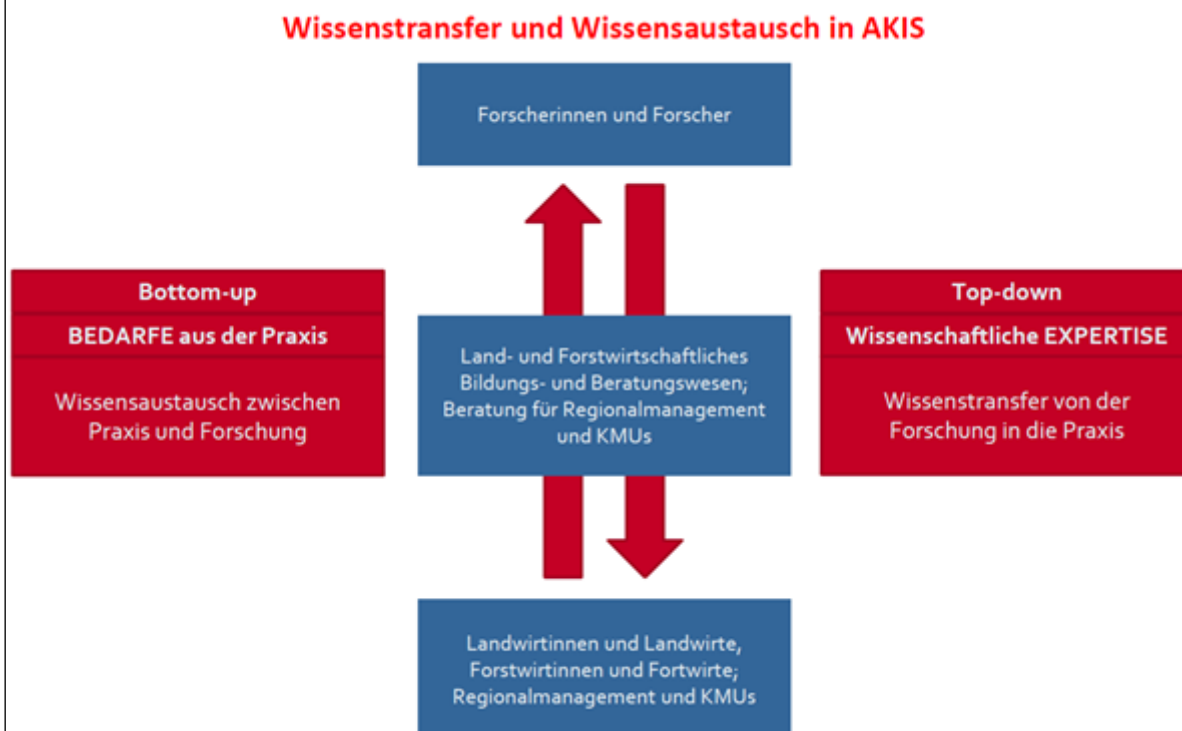 Wissenstransfer und Wissensaustausch in AKIS
Forscherinnen und Forscher
Bottom-up
BEDARFE aus der Praxis
Wissensaustausch zwischen
Praxis und Forschung
Land- und Forstwirtschaftliches
Bildungs- und Beratungswesen;
Beratung für Regionalmanagement
und KMUs
Top-down
Wissenschaftliche EXPERTISE
Wissenstransfer von der
Forschung in die Praxis
Landwirtinnen und Landwirte,
Forstwirtinnen und Fortwirte;
Regionalmanagement und KMUs